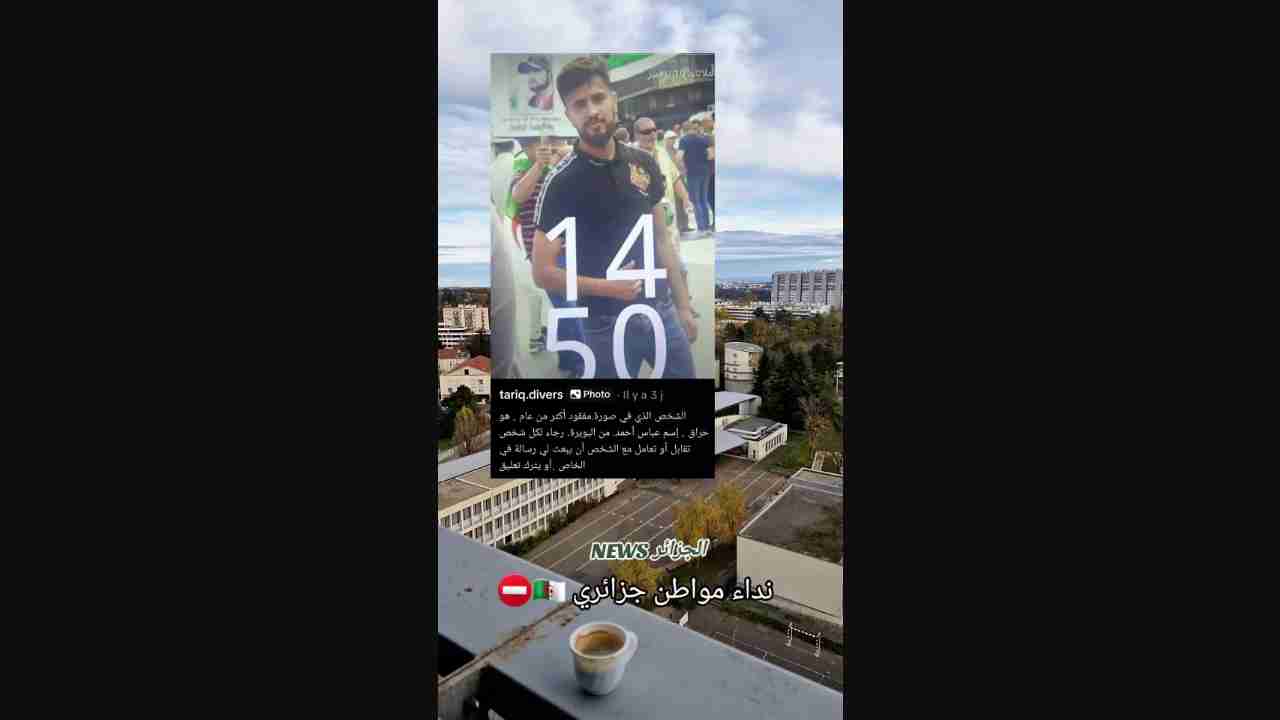 14
50
tariq.divers Photo · Il y a 3 j
الشخص الذي في صورة.مفقود أكثر من عام . هو
حراق . إسم عباس أحمد. من البويرة. رجاء لكل شخص
تقابل أو تعامل مع الشخص أن يبعت لي رسالة في
الخاص .أو يترك تعليق
الجزائر NEWS
نداء مواطن جزائري